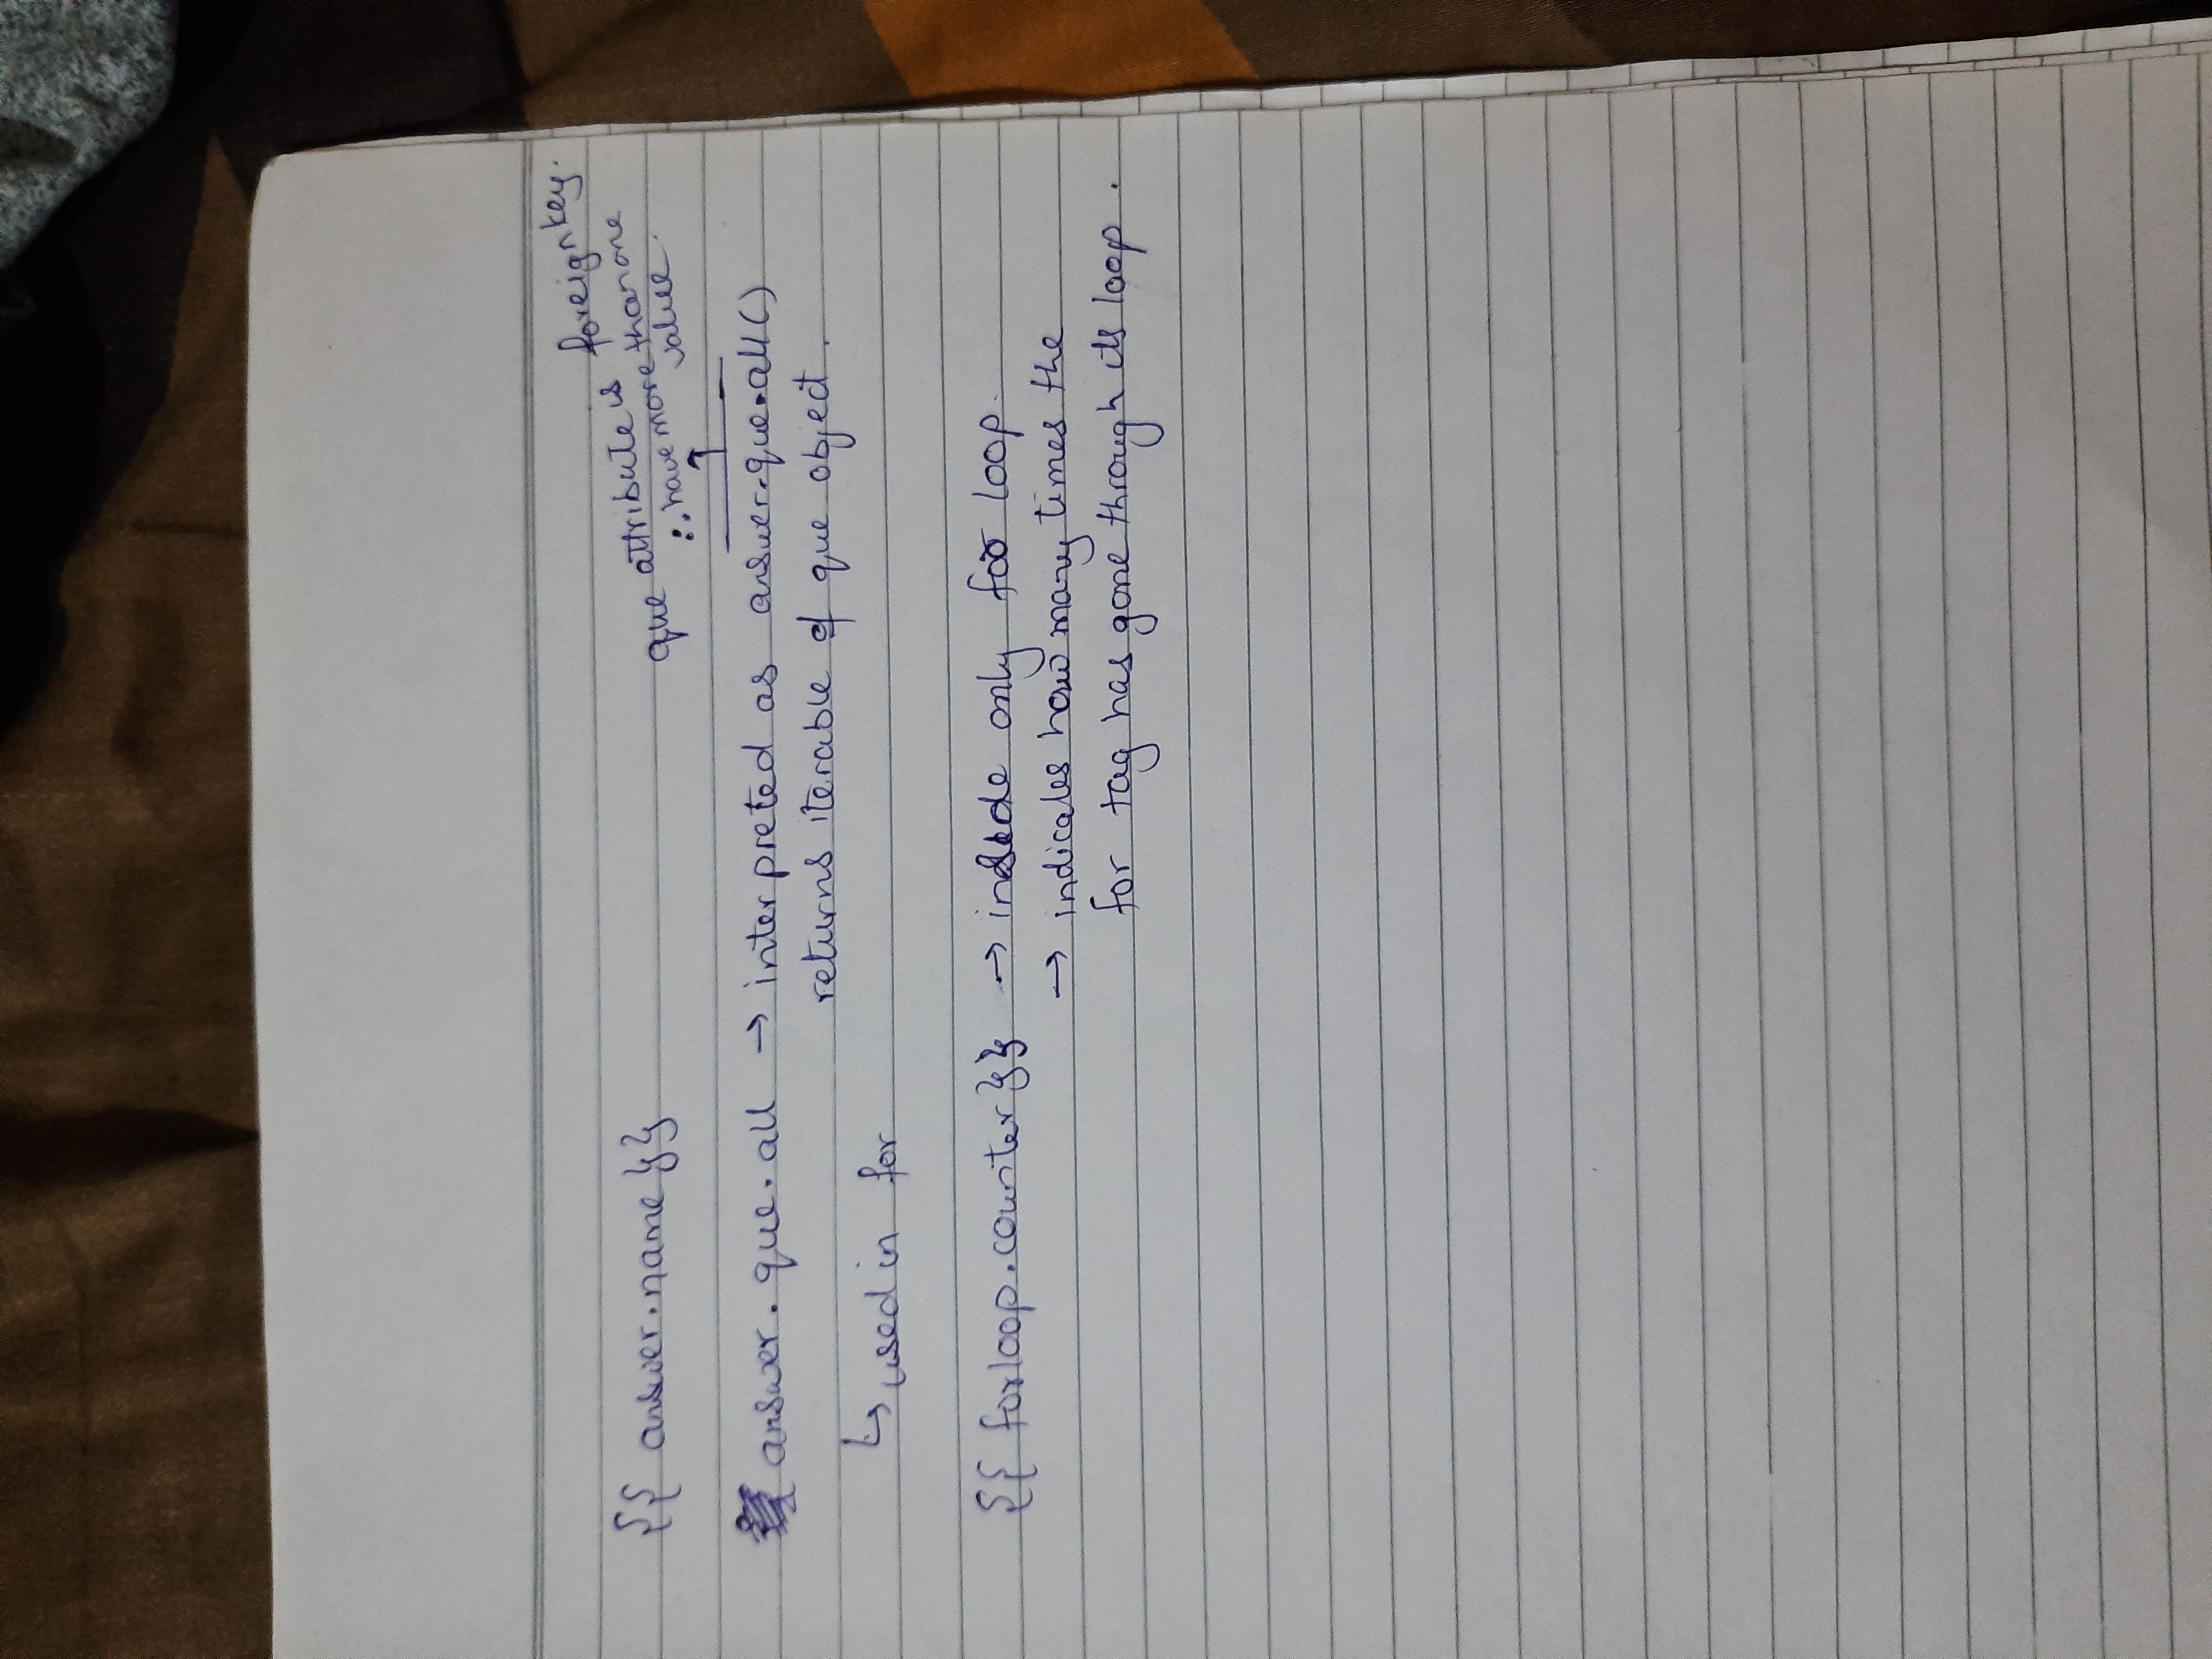 que attribute is foreignkey.
∴ have more than one
value.
{{ answer.name }}
answer.que.all → interpreted as answer.que.all()
returns iterable of que object.
↳ used in for
{{ forloop.counter }} → inside only for loop.
→ indicates how many times the
for tag has gone through its loop.